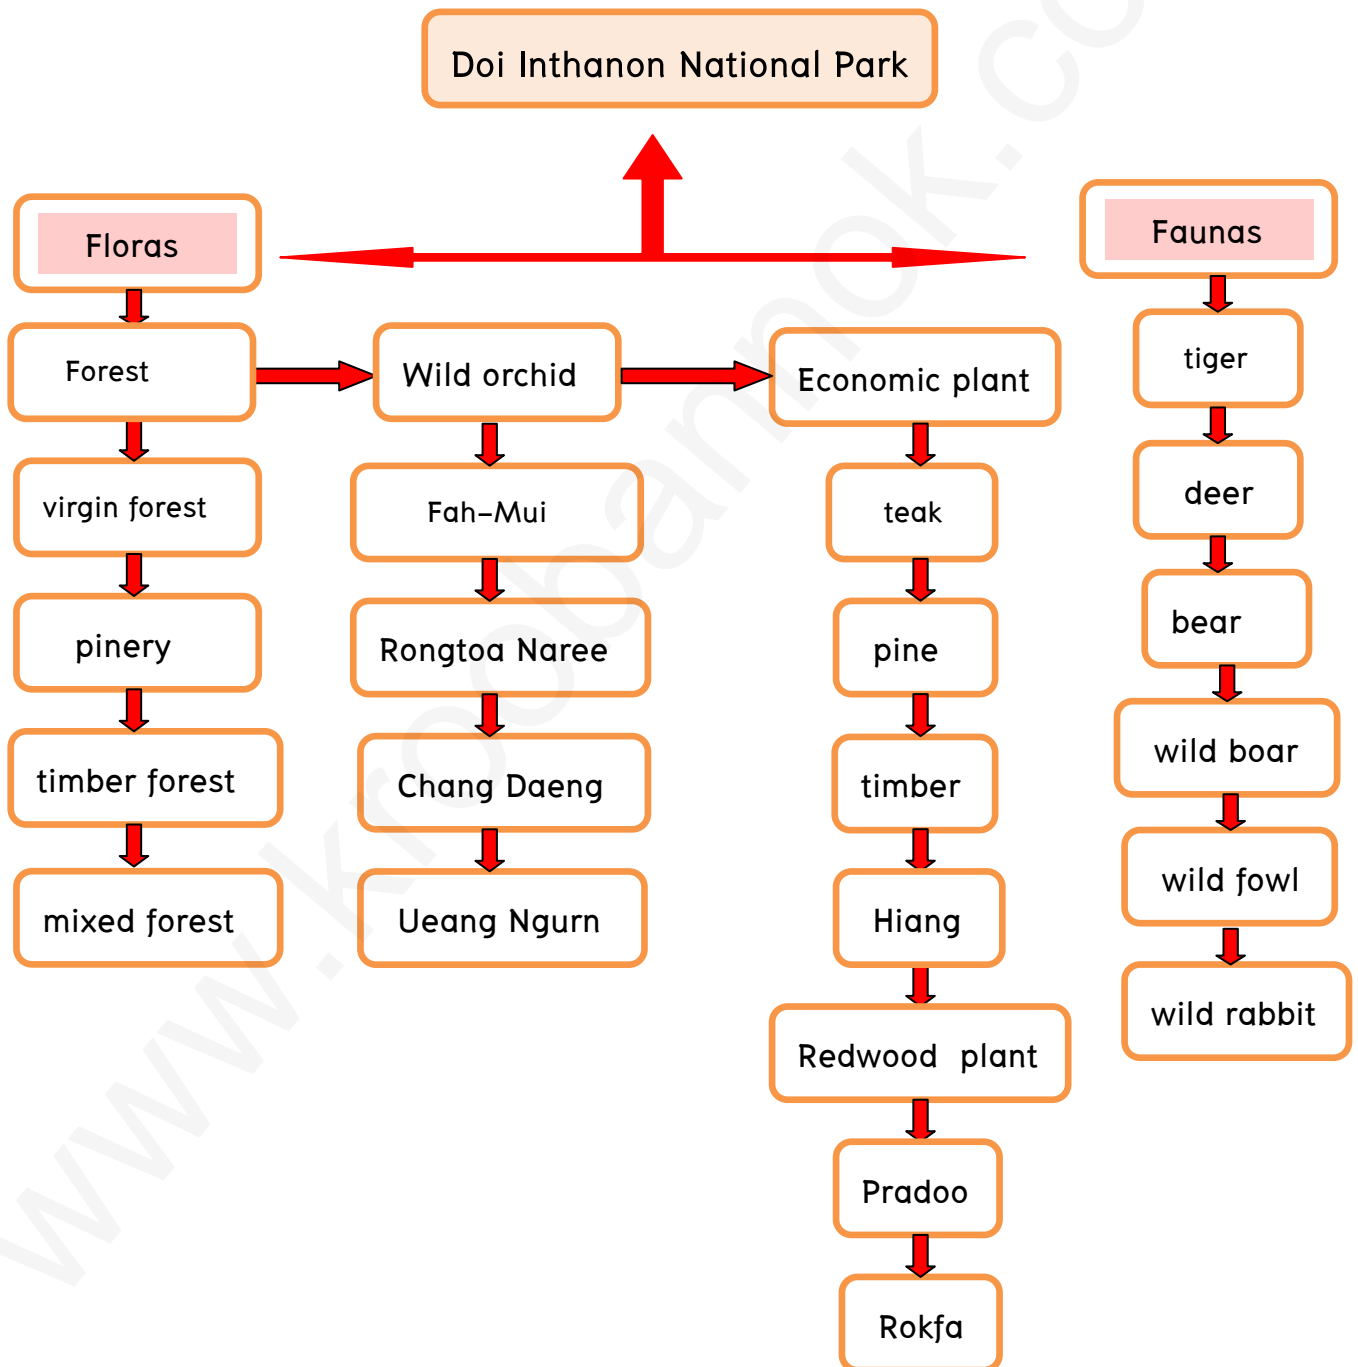 Doi Inthanon National Park
Floras
Faunas
Forest
Wild orchid
Economic plant
tiger
virgin forest
Fah-Mui
teak
deer
pinery
Rongtoa Naree
pine
bear
timber forest
Chang Daeng
timber
wild boar
mixed forest
Ueang Ngurn
Hiang
wild fowl
Redwood plant
wild rabbit
Pradoo
Rokfa